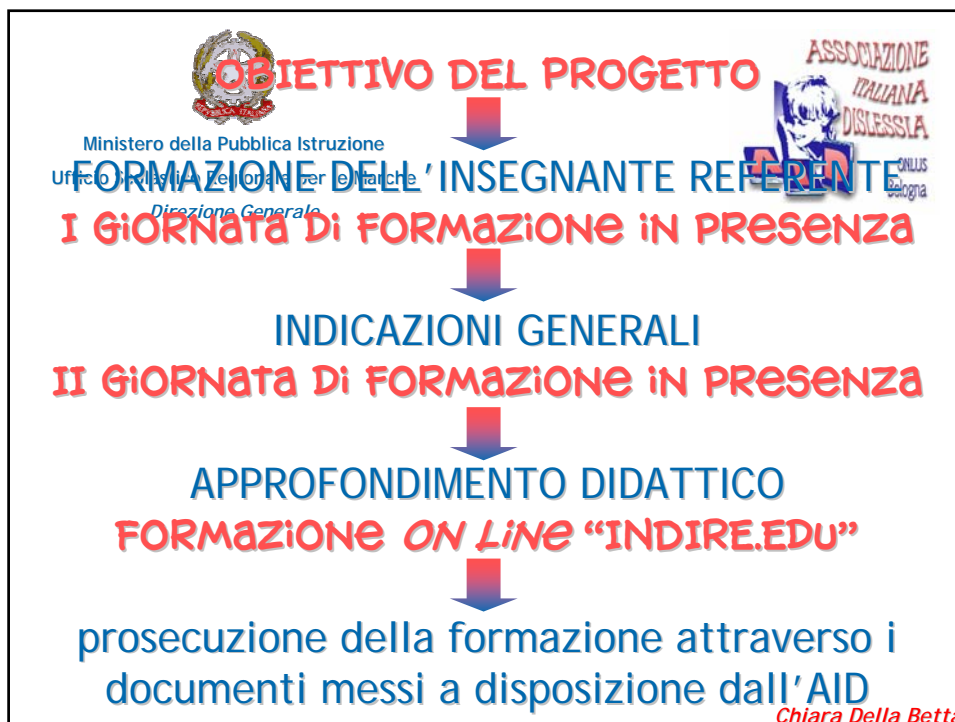 OBIETTIVO DEL PROGETTO
ASSOCIAZIONE
ITALIANA
DISLESSIA
ONLUS
Bologna
REPVBBLICA ITALIANA
Ministero della Pubblica Istruzione
Ufficio Scolastico Regionale per le Marche
Direzione Generale
FORMAZIONE DELL'INSEGNANTE REFERENTE
I GiORNata Di FORMazione iN PReSeNza
INDICAZIONI GENERALI
II GiORNata Di FORMazione iN PReSeNza
APPROFONDIMENTO DIDATTICO
FORMazione ON LiNe “INDIRE.EDu”
prosecuzione della formazione attraverso i
documenti messi a disposizione dall'AID
Chiara Della Betta